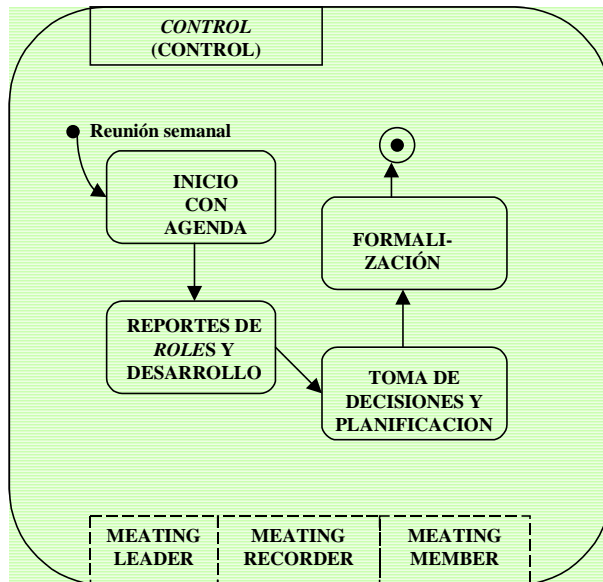 CONTROL
(CONTROL)
Reunión semanal
INICIO
CON
AGENDA
REPORTES DE
ROLES Y
DESARROLLO
TOMA DE
DECISIONES Y
PLANIFICACION
FORMALI-
ZACIÓN
MEATING
LEADER
MEATING
RECORDER
MEATING
MEMBER